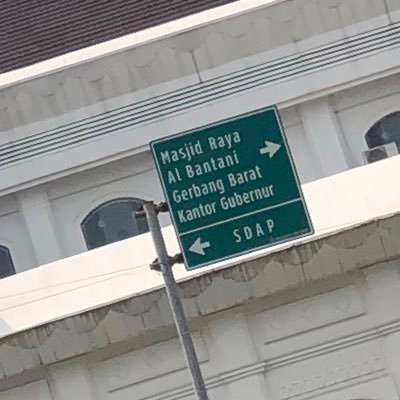 Masjid Raya
Al Bantani
Gerbang Barat
Kantor Gubernur
SDAP